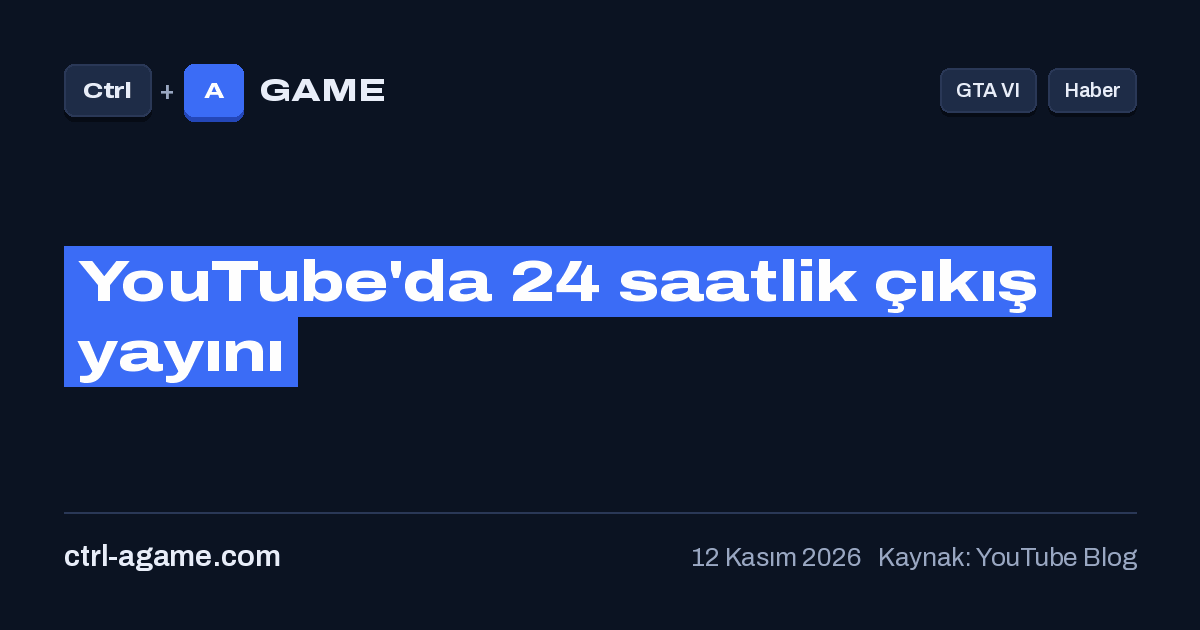 Ctrl + A GAME
GTA VI Haber
YouTube'da 24 saatlik çıkış
yayını
ctrl-agame.com
12 Kasım 2026 Kaynak: YouTube Blog